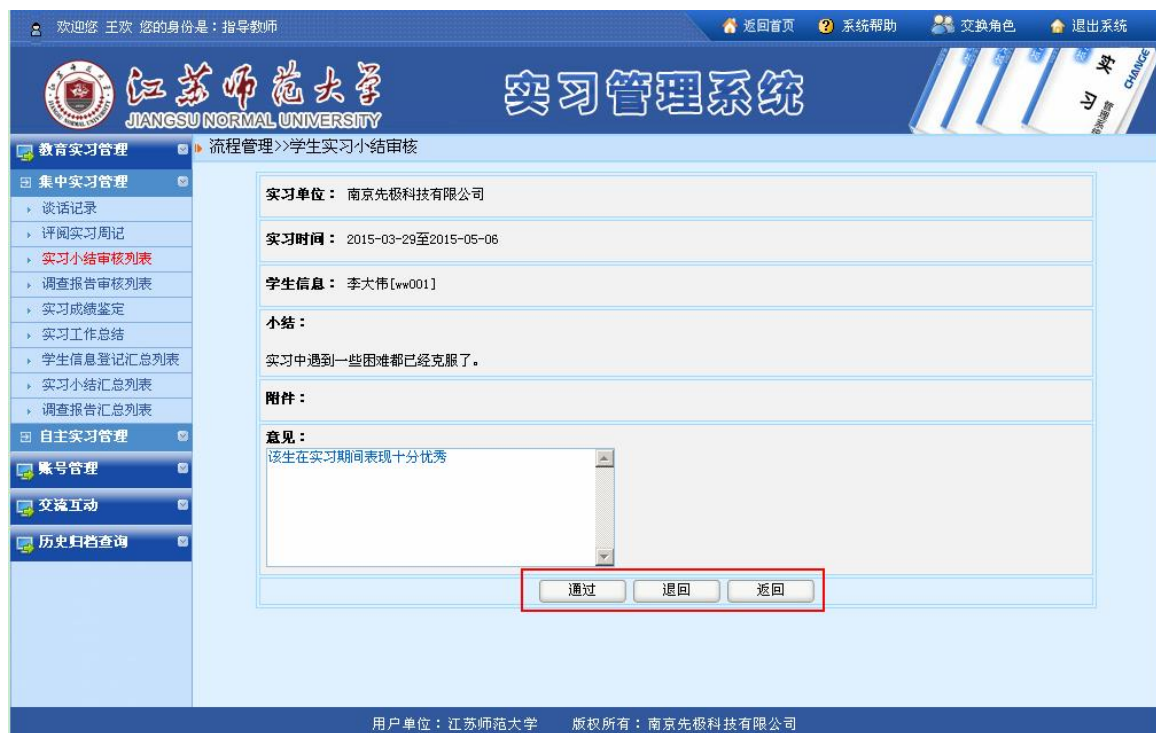 欢迎您 王欢 您的身份是：指导教师
返回首页 系统帮助 交换角色 退出系统
江苏师范大学
JIANGSU NORMAL UNIVERSITY
实习管理系统
实习
管理系统
CHANGE
教育实习管理
流程管理>>学生实习小结审核
集中实习管理
谈话记录
评阅实习周记
实习小结审核列表
调查报告审核列表
实习成绩鉴定
实习工作总结
学生信息登记汇总列表
实习小结汇总列表
调查报告汇总列表
自主实习管理
账号管理
交流互动
历史归档查询
实习单位： 南京先极科技有限公司
实习时间： 2015-03-29至2015-05-06
学生信息： 李大伟[ww001]
小结：
实习中遇到一些困难都已经克服了。
附件：
意见：
该生在实习期间表现十分优秀
通过 退回 返回
用户单位：江苏师范大学 版权所有：南京先极科技有限公司